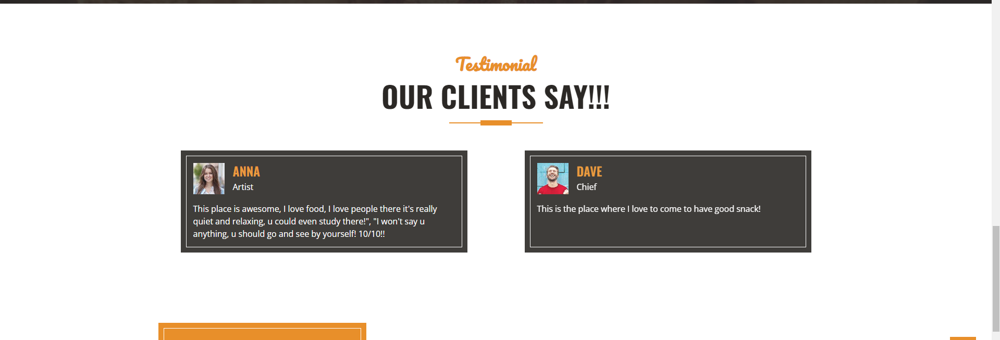 Testimonial
OUR CLIENTS SAY!!!
ANNA
Artist
This place is awesome, I love food, I love people there it's really
quiet and relaxing, u could even study there!", "I won't say u
anything, u should go and see by yourself! 10/10!!
DAVE
Chief
This is the place where I love to come to have good snack!